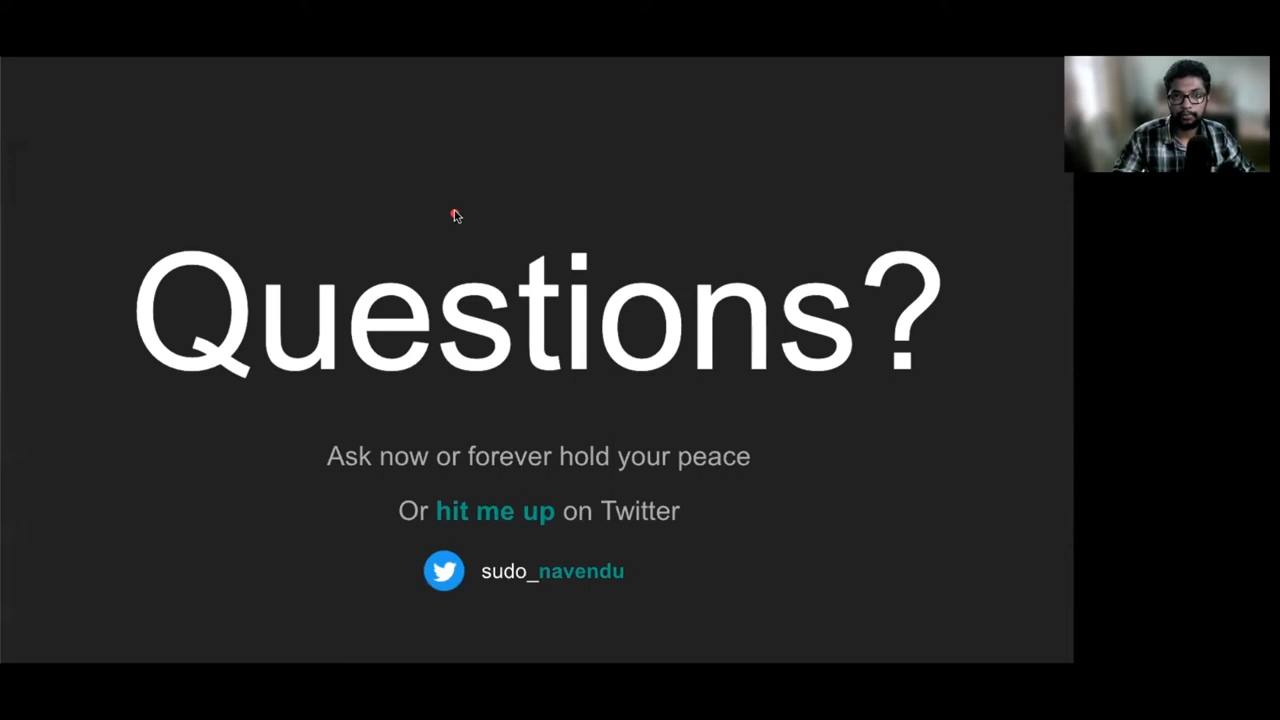 Questions?
Ask now or forever hold your peace
Or hit me up on Twitter
sudo_navendu